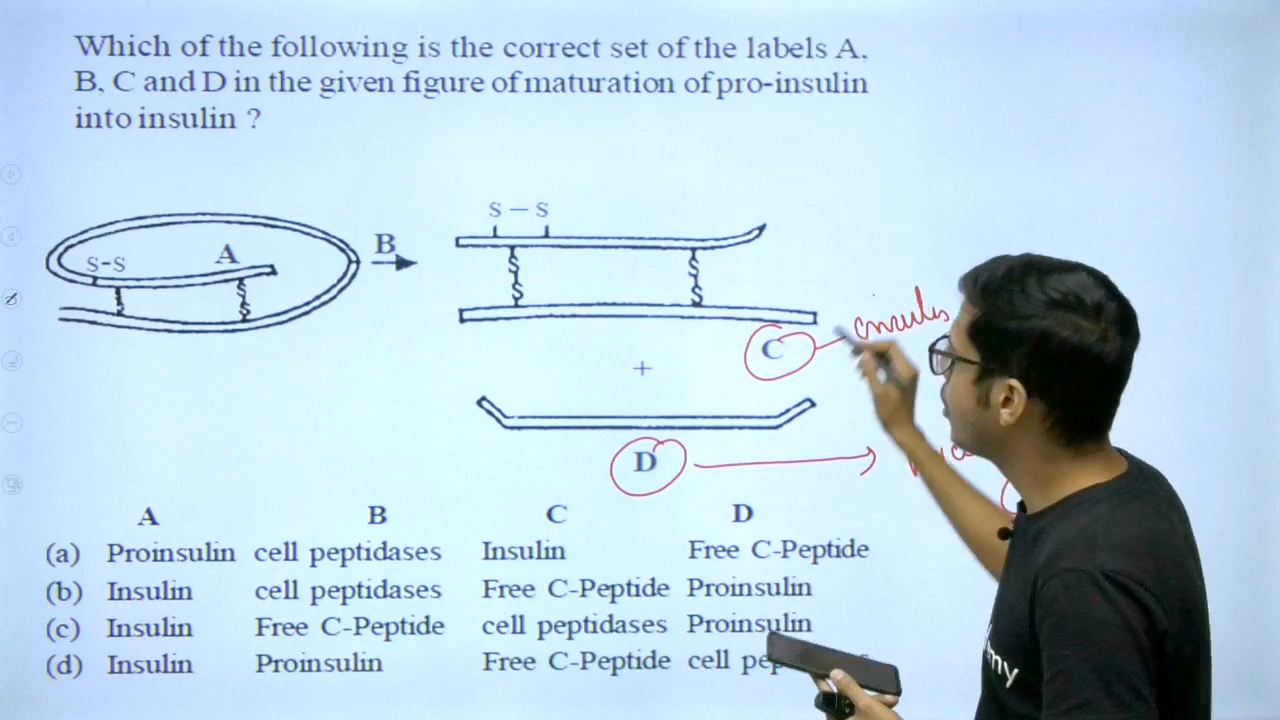 Which of the following is the correct set of the labels A,
B, C and D in the given figure of maturation of pro-insulin
into insulin ?
S – S
S-S
A
B
C
+
D
A B C D
(a) Proinsulin cell peptidases Insulin Free C-Peptide
(b) Insulin cell peptidases Free C-Peptide Proinsulin
(c) Insulin Free C-Peptide cell peptidases Proinsulin
(d) Insulin Proinsulin Free C-Peptide cell